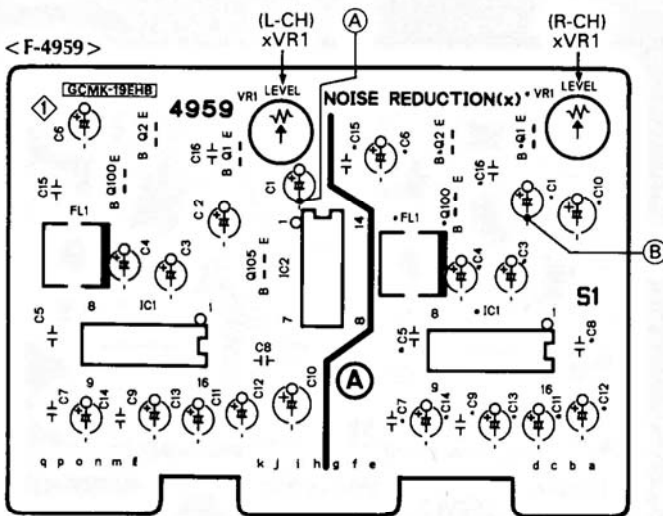 (L-CH) (R-CH)
xVR1 A xVR1
< F-4959 >
GCMK-19EHB
1 4959 VR1 LEVEL NOISE REDUCTION(x) *VR1 LEVEL
C6 B Q2 E C16 B Q1 E *C15 *C6 B *Q2 E *C16 B *Q1 E
C15 B Q100 C1 *Q100 B *C1 *C10
FL1 C2 1 14 *FL1 B
C4 C3 B Q105 E IC2 *C4 *C3 S1
8 IC1 1 7 8 8 *IC1 1
C5 C8 *C5 *C8
9 16 A 9 16
C7 C14 C9 C13 C11 C12 C10 *C7 *C14 *C9 *C13 *C11 *C12
q p o n m ℓ k j i h g f e d c b a